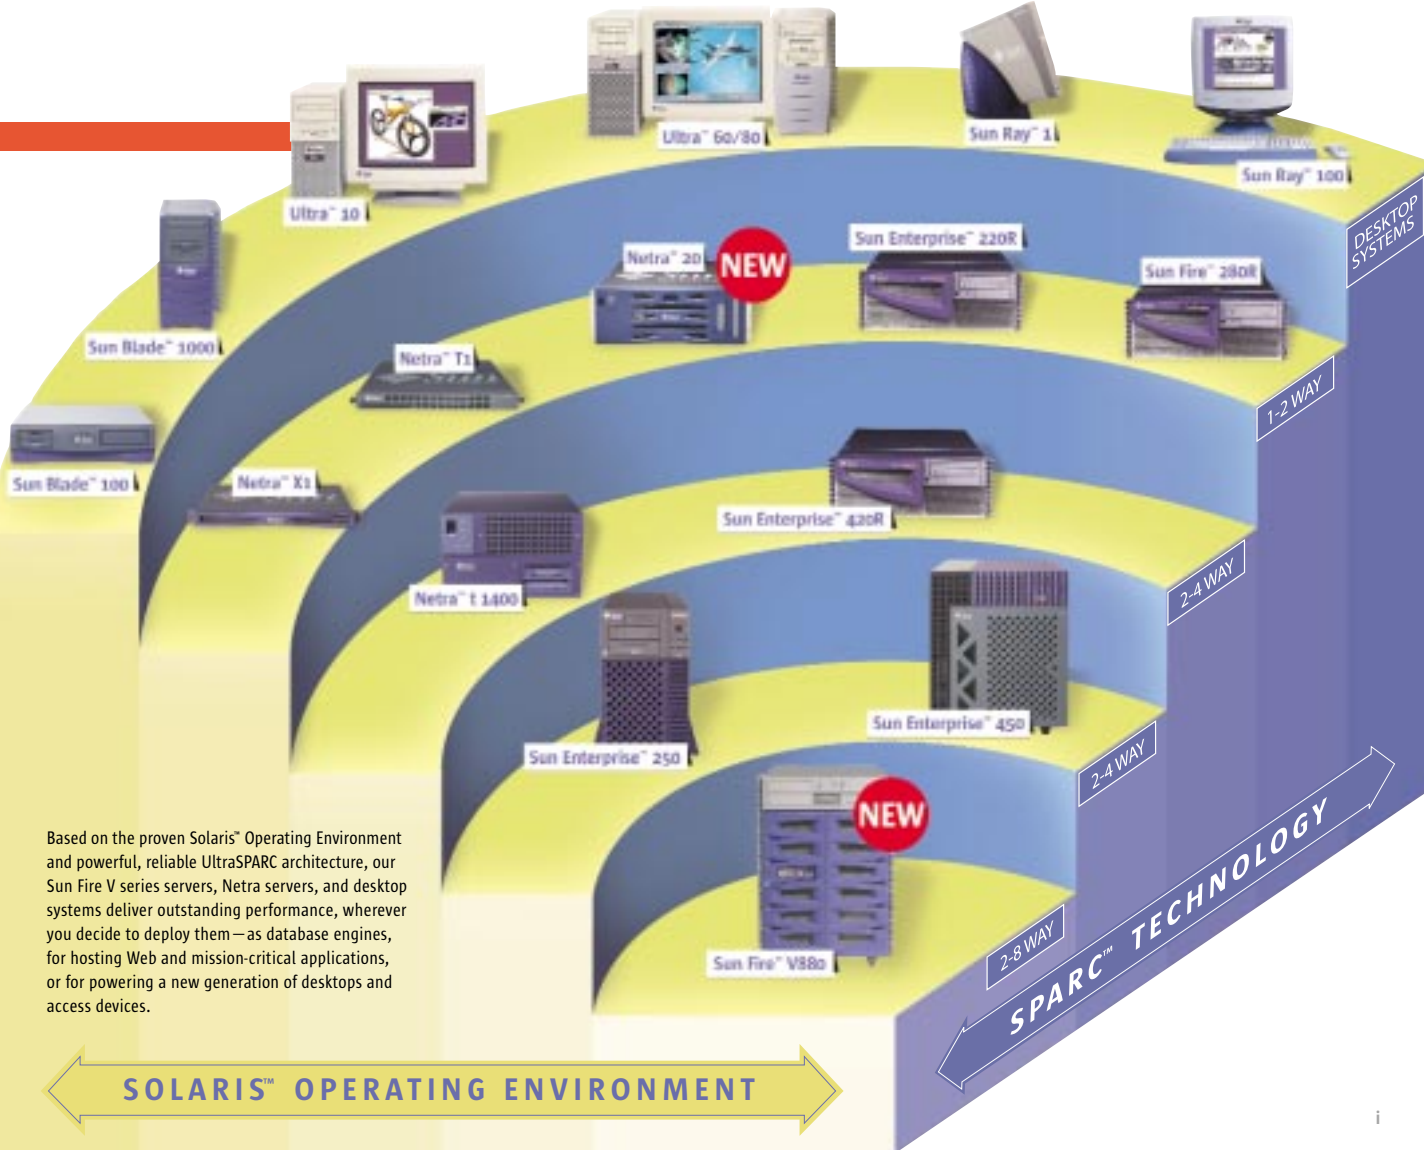 Ultra™ 60/80
Sun Ray™ 1
Sun Ray™ 100
Ultra™ 10
DESKTOP
SYSTEMS
Sun Blade™ 1000
Netra™ 20
NEW
Sun Enterprise™ 220R
Sun Fire™ 280R
Netra™ T1
1-2 WAY
Sun Blade™ 100
Netra™ X1
Sun Enterprise™ 420R
Netra™ t 1400
2-4 WAY
Sun Enterprise™ 250
Sun Enterprise™ 450
2-4 WAY
NEW
Sun Fire™ V880
2-8 WAY
Based on the proven Solaris™ Operating Environment
and powerful, reliable UltraSPARC architecture, our
Sun Fire V series servers, Netra servers, and desktop
systems deliver outstanding performance, wherever
you decide to deploy them—as database engines,
for hosting Web and mission-critical applications,
or for powering a new generation of desktops and
access devices.
SPARC™ TECHNOLOGY
SOLARIS™ OPERATING ENVIRONMENT
i